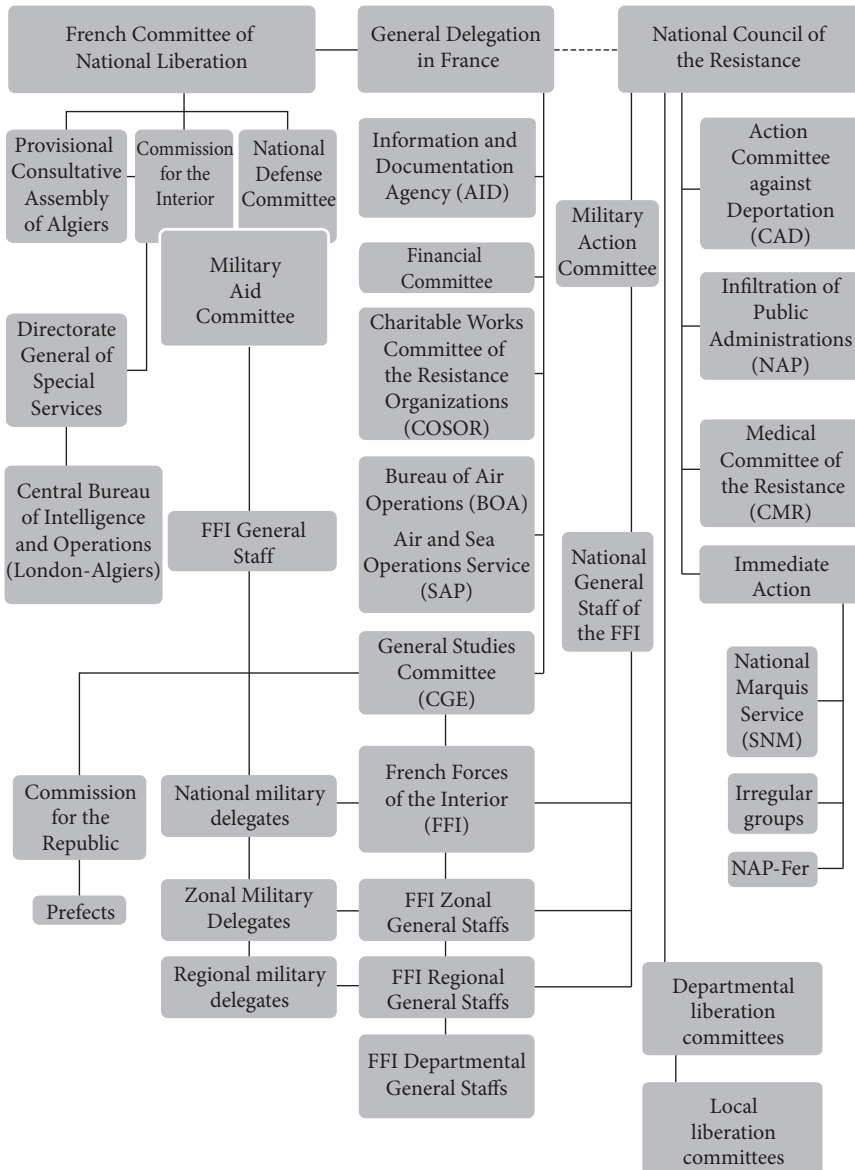 French Committee of
National Liberation
General Delegation
in France
National Council of
the Resistance
Provisional
Consultative
Assembly
of Algiers
Commission
for the
Interior
National
Defense
Committee
Military
Aid
Committee
Directorate
General of
Special
Services
Central Bureau
of Intelligence
and Operations
(London-Algiers)
FFI General
Staff
Information and
Documentation
Agency (AID)
Financial
Committee
Charitable Works
Committee of
the Resistance
Organizations
(COSOR)
Bureau of Air
Operations (BOA)
Air and Sea
Operations Service
(SAP)
General Studies
Committee
(CGE)
Military
Action
Committee
National
General
Staff of
the FFI
Action
Committee
against
Deportation
(CAD)
Infiltration of
Public
Administrations
(NAP)
Medical
Committee of
the Resistance
(CMR)
Immediate
Action
National
Marquis
Service
(SNM)
Irregular
groups
NAP-Fer
Commission
for the
Republic
Prefects
National military
delegates
French Forces
of the Interior
(FFI)
Zonal Military
Delegates
FFI Zonal
General Staffs
Regional military
delegates
FFI Regional
General Staffs
FFI Departmental
General Staffs
Departmental
liberation
committees
Local
liberation
committees